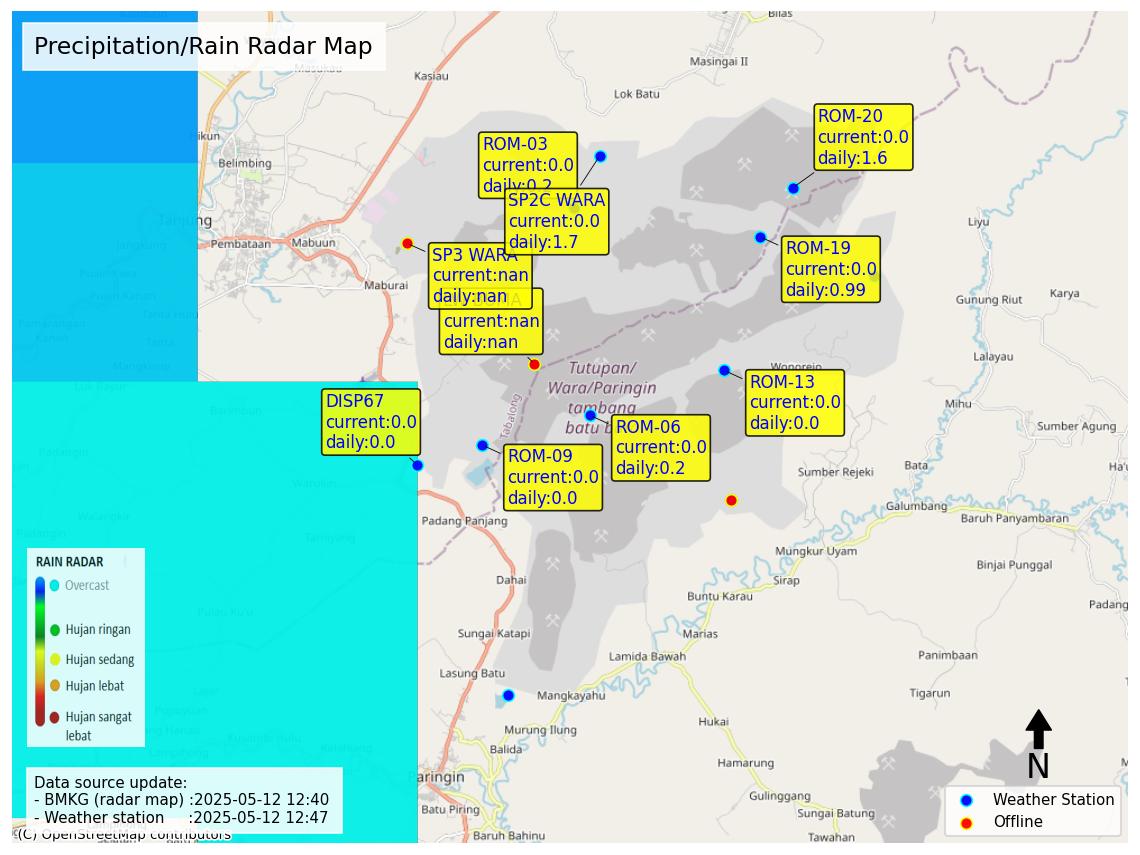 Precipitation/Rain Radar Map
Bilas
Masukau
Kasiau
Masingai II
Lok Batu
Hikun
Belimbing
Tanjung
Jangkung
Pembataan
Mabuun
Maburai
Liyu
Gunung Riut
Karya
Lalayau
Mihu
Sumber Agung
Wonorejo
Bata
Sumber Rejeki
Galumbang
Baruh Panyambaran
Mungkur Uyam
Binjai Punggal
Sirap
Buntu Karau
Padang
Marias
Panimbaan
Lamida Bawah
Tigarun
Mangkayahu
Hukai
Murung Ilung
Hamarung
Balida
Gulinggang
Paringin
Batu Piring
Sungai Batung
Baruh Bahinu
Tawahan
Padang Panjang
Dahai
Sungai Katapi
Lasung Batu
Tabalong
Tutupan/
Wara/Paringin
tambang
batu b
ROM-03
current:0.0
daily:0.2
SP2C WARA
current:0.0
daily:1.7
ROM-20
current:0.0
daily:1.6
ROM-19
current:0.0
daily:0.99
SP3 WARA
current:nan
daily:nan
current:nan
daily:nan
DISP67
current:0.0
daily:0.0
ROM-09
current:0.0
daily:0.0
ROM-06
current:0.0
daily:0.2
ROM-13
current:0.0
daily:0.0
RAIN RADAR
Overcast
Hujan ringan
Hujan sedang
Hujan lebat
Hujan sangat
lebat
Data source update:
- BMKG (radar map) :2025-05-12 12:40
- Weather station :2025-05-12 12:47
(C) OpenStreetMap contributors
N
Weather Station
Offline